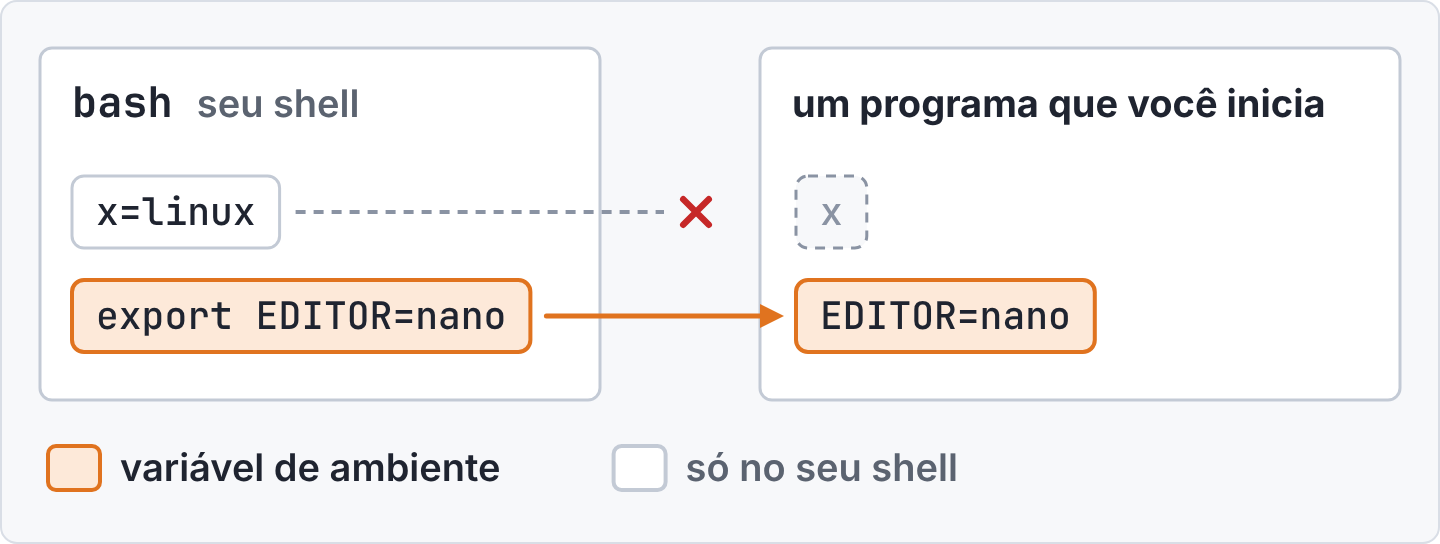 bash seu shell
um programa que você inicia
x=linux
x
export EDITOR=nano
EDITOR=nano
variável de ambiente
só no seu shell